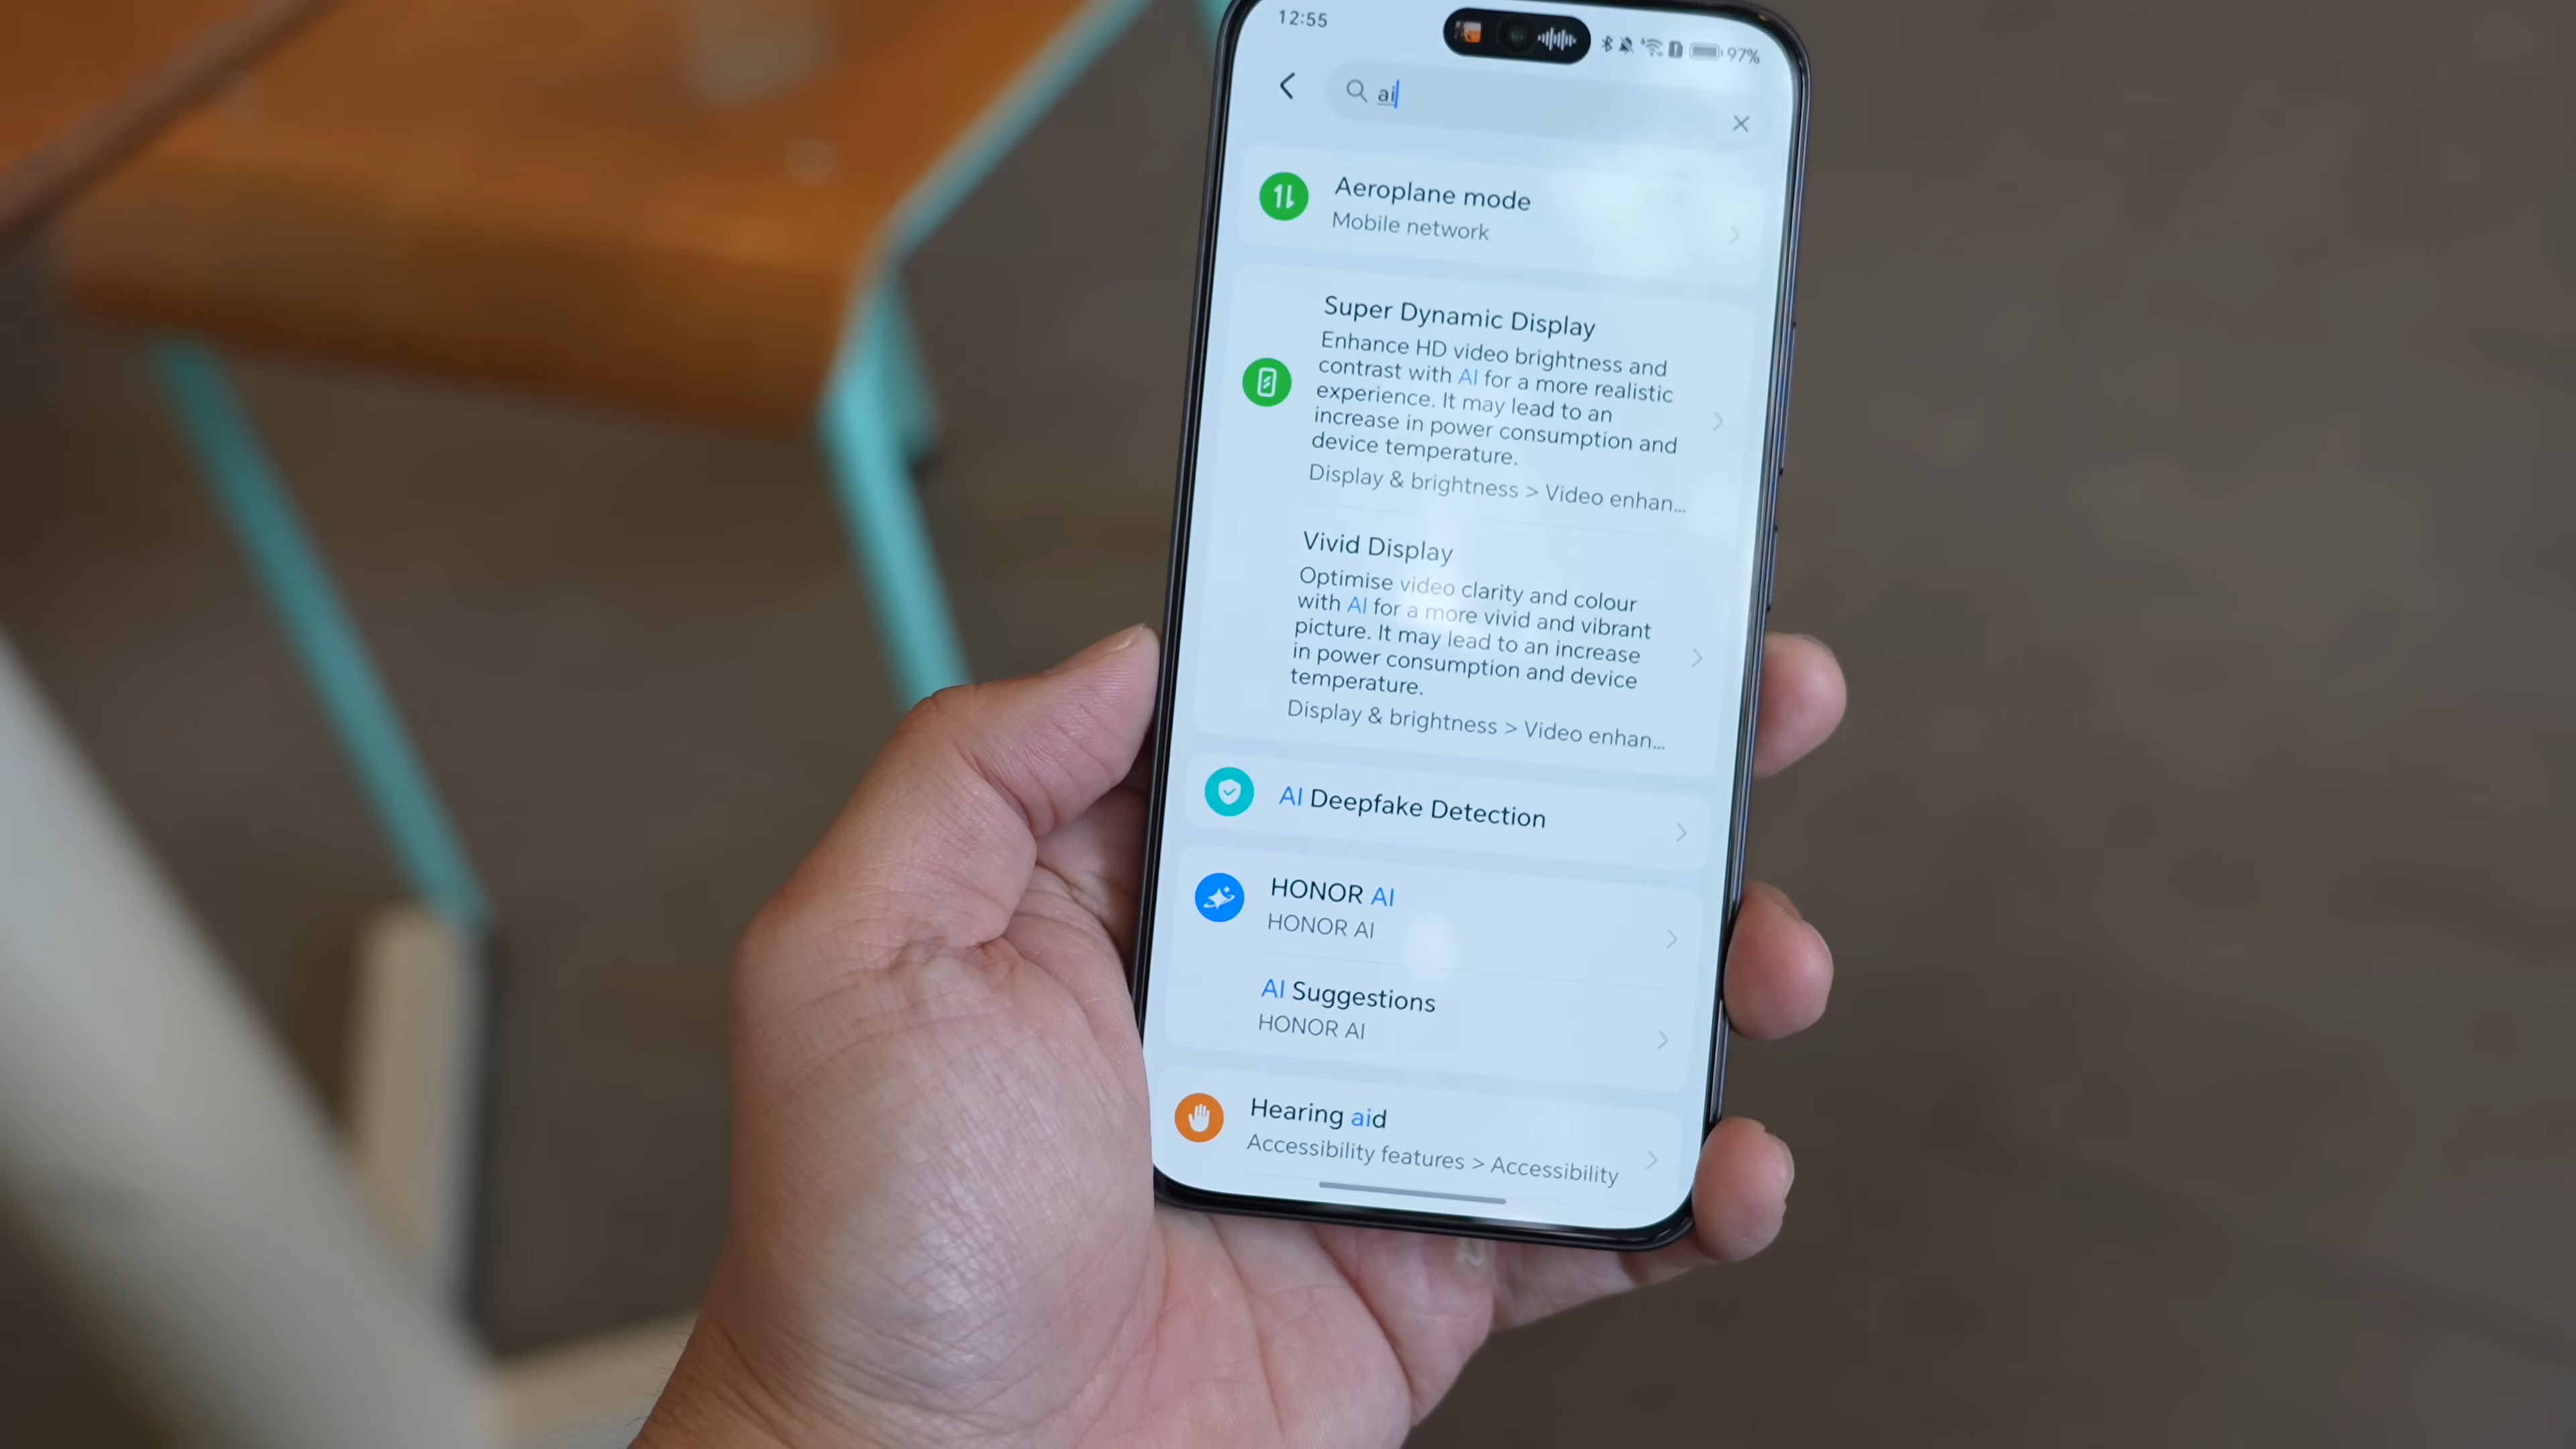 12:55
97%
ai
Aeroplane mode
Mobile network
Super Dynamic Display
Enhance HD video brightness and
contrast with AI for a more realistic
experience. It may lead to an
increase in power consumption and
device temperature.
Display & brightness > Video enhan...
Vivid Display
Optimise video clarity and colour
with AI for a more vivid and vibrant
picture. It may lead to an increase
in power consumption and device
temperature.
Display & brightness > Video enhan...
AI Deepfake Detection
HONOR AI
HONOR AI
AI Suggestions
HONOR AI
Hearing aid
Accessibility features > Accessibility